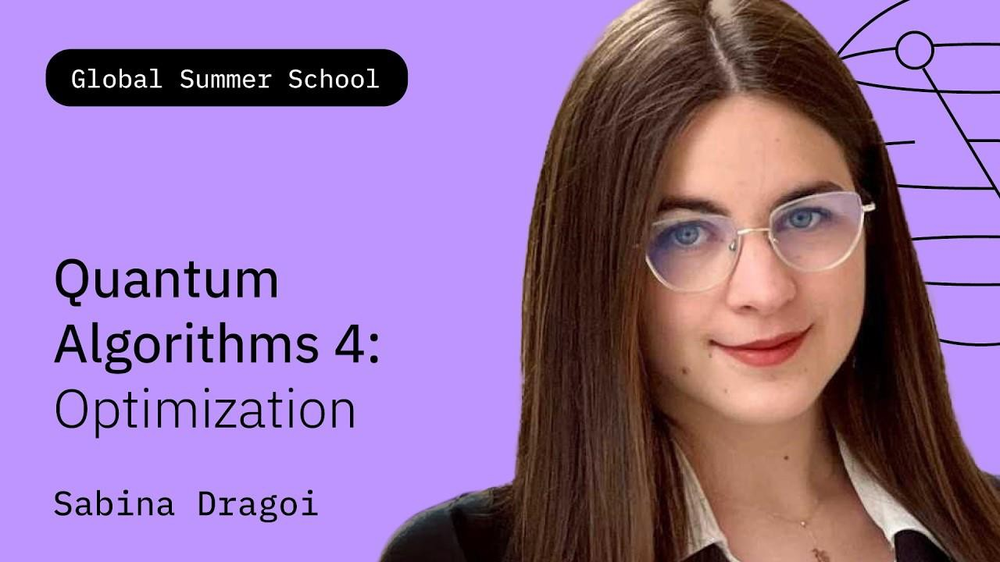 Global Summer School
Quantum
Algorithms 4:
Optimization
Sabina Dragoi